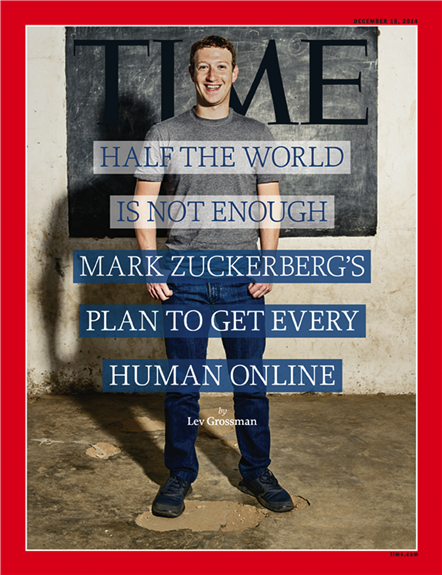 DECEMBER 15, 2014
TIME
HALF THE WORLD
IS NOT ENOUGH
MARK ZUCKERBERG'S
PLAN TO GET EVERY
HUMAN ONLINE
by
Lev Grossman
TIME.COM